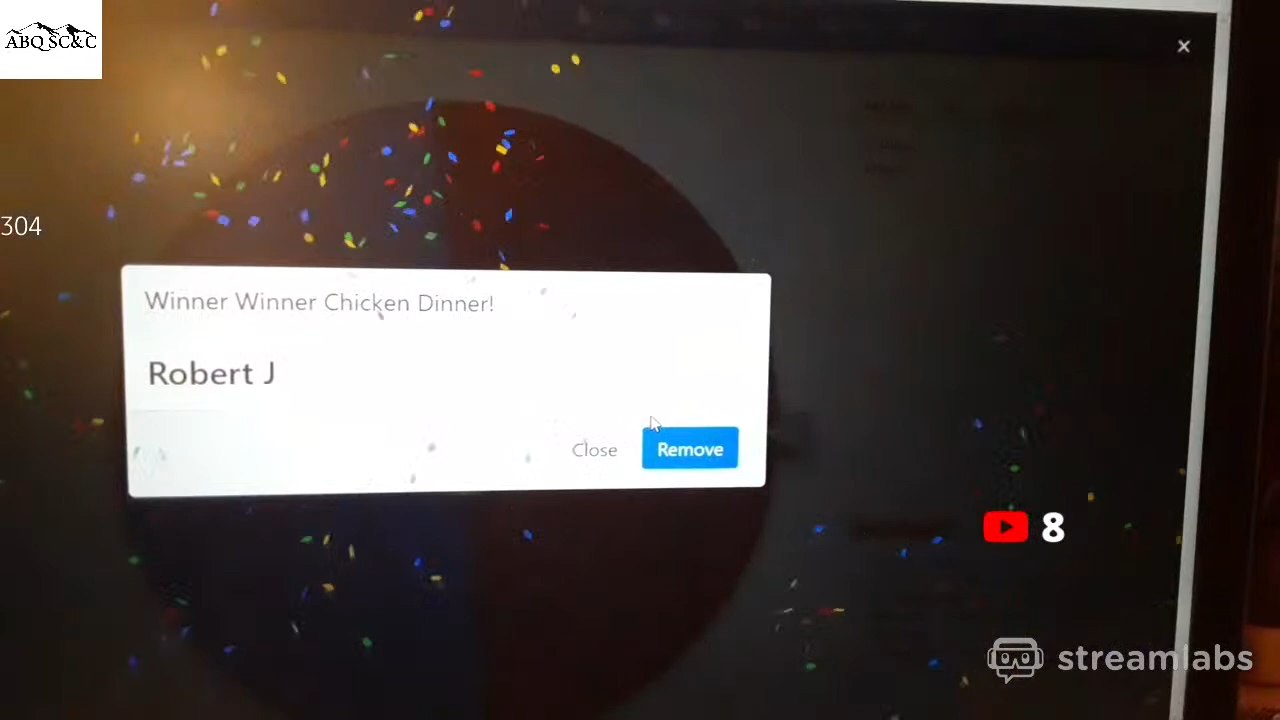 ABQ SC&C
304
Winner Winner Chicken Dinner!
Robert J
Close
Remove
8
streamlabs